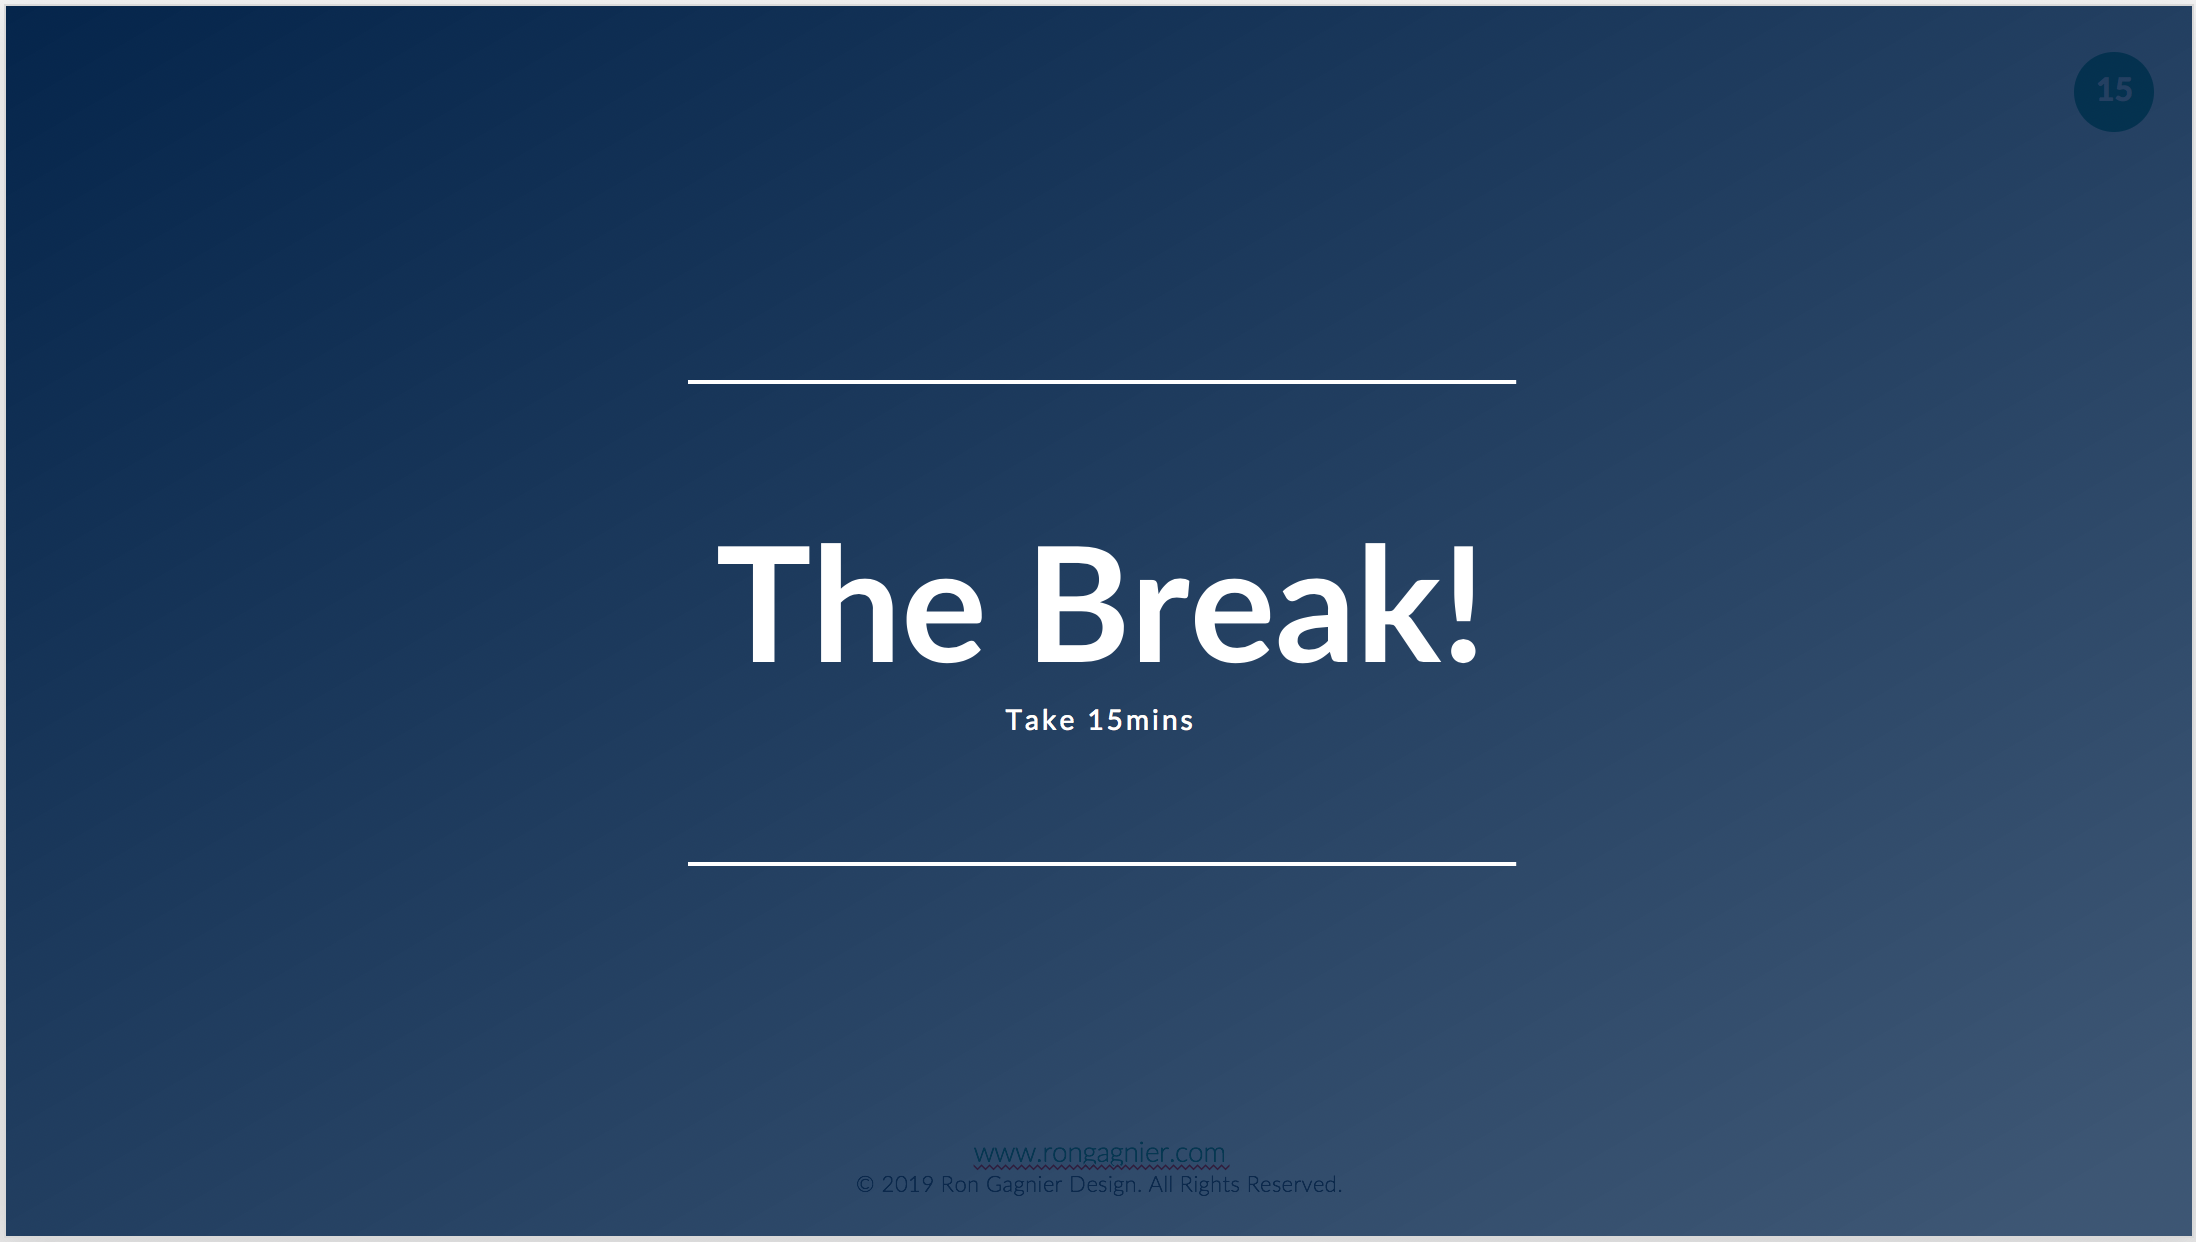 15
The Break!
Take 15mins
www.rongagnier.com
© 2019 Ron Gagnier Design. All Rights Reserved.